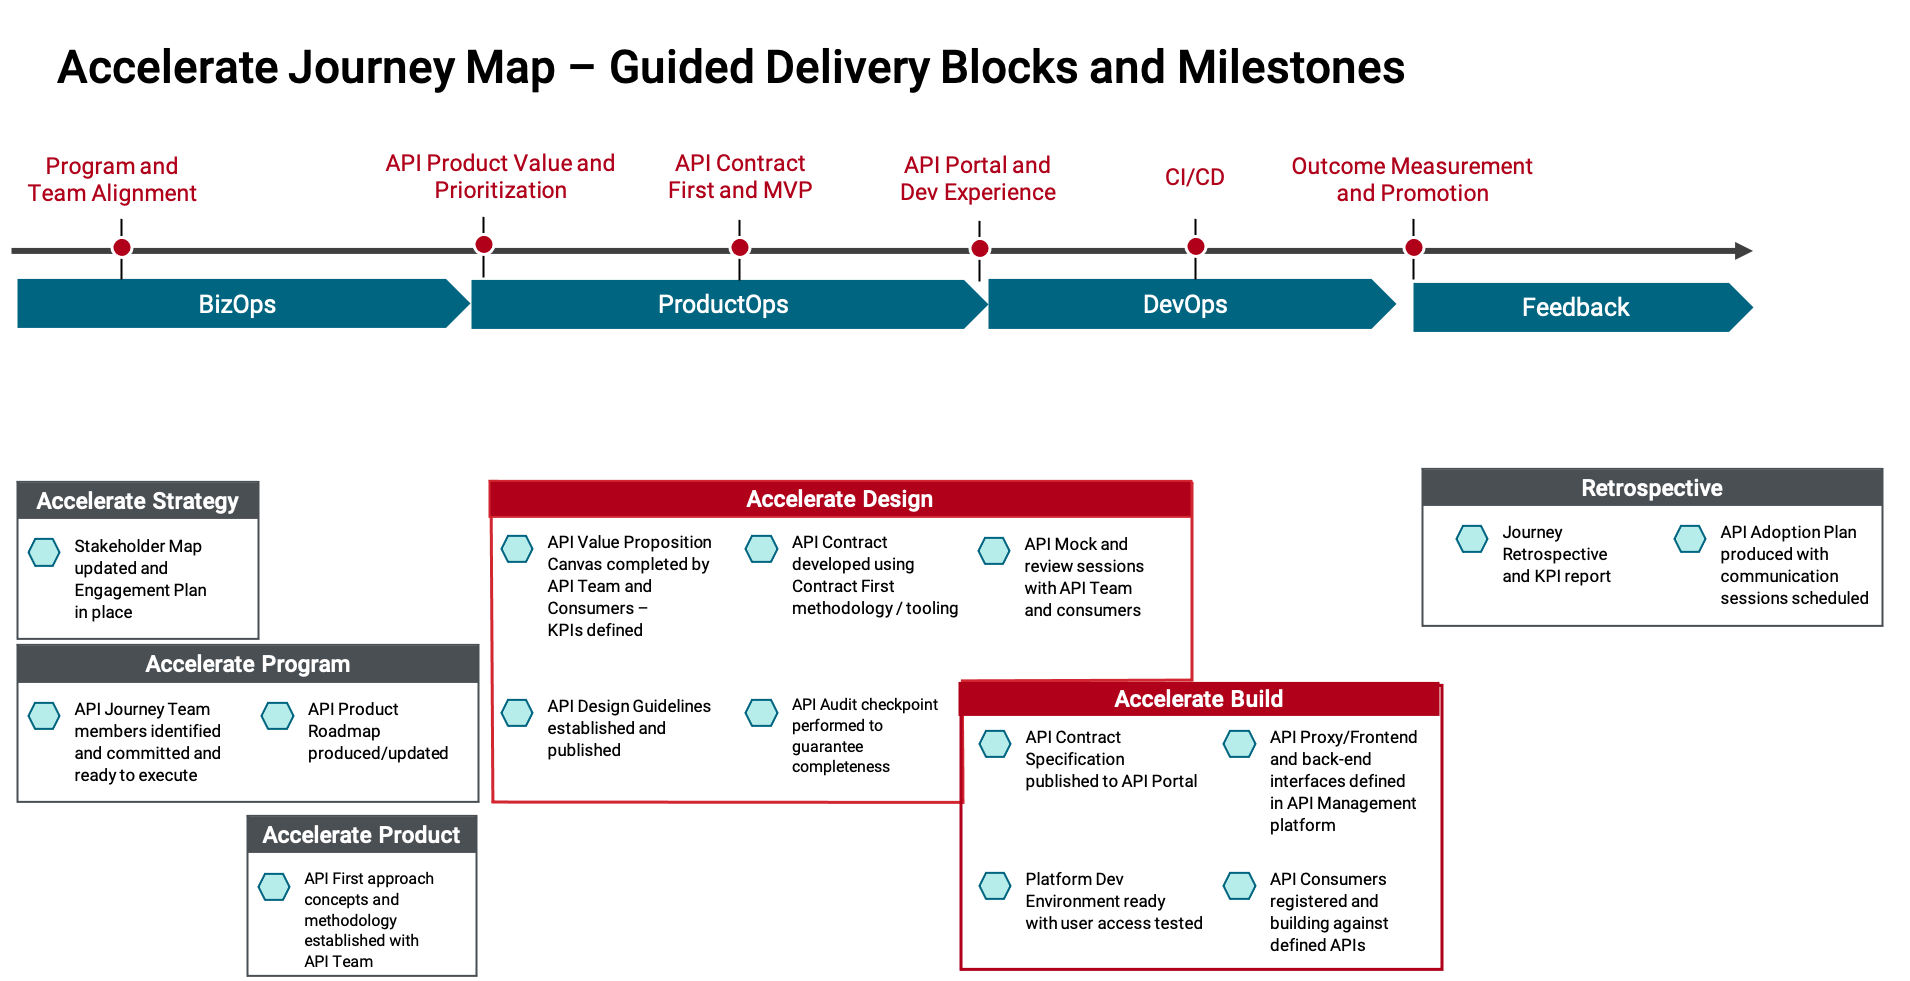 Accelerate Journey Map – Guided Delivery Blocks and Milestones
Program and
Team Alignment
API Product Value and
Prioritization
API Contract
First and MVP
API Portal and
Dev Experience
CI/CD
Outcome Measurement
and Promotion
BizOps
ProductOps
DevOps
Feedback
Accelerate Strategy
Stakeholder Map
updated and
Engagement Plan
in place
Accelerate Program
API Journey Team
members identified
and committed and
ready to execute
API Product
Roadmap
produced/updated
Accelerate Product
API First approach
concepts and
methodology
established with
API Team
Accelerate Design
API Value Proposition
Canvas completed by
API Team and
Consumers –
KPIs defined
API Contract
developed using
Contract First
methodology / tooling
API Mock and
review sessions
with API Team
and consumers
API Design Guidelines
established and
published
API Audit checkpoint
performed to
guarantee
completeness
Accelerate Build
API Contract
Specification
published to API Portal
API Proxy/Frontend
and back-end
interfaces defined
in API Management
platform
Platform Dev
Environment ready
with user access tested
API Consumers
registered and
building against
defined APIs
Retrospective
Journey
Retrospective
and KPI report
API Adoption Plan
produced with
communication
sessions scheduled